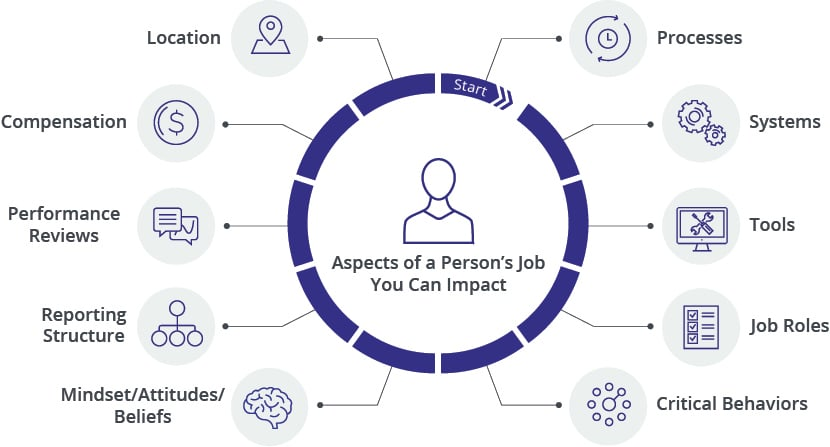 Start
Processes
Systems
Tools
Job Roles
Critical Behaviors
Mindset/Attitudes/
Beliefs
Reporting
Structure
Performance
Reviews
Compensation
Location
Aspects of a Person’s Job
You Can Impact